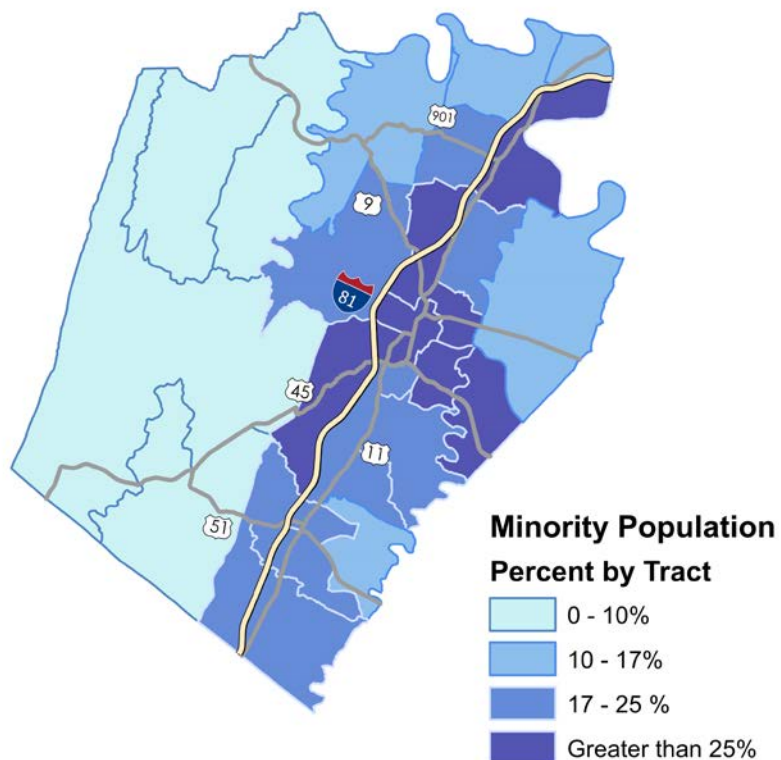 901
9
81
45
11
51
Minority Population
Percent by Tract
0 - 10%
10 - 17%
17 - 25 %
Greater than 25%